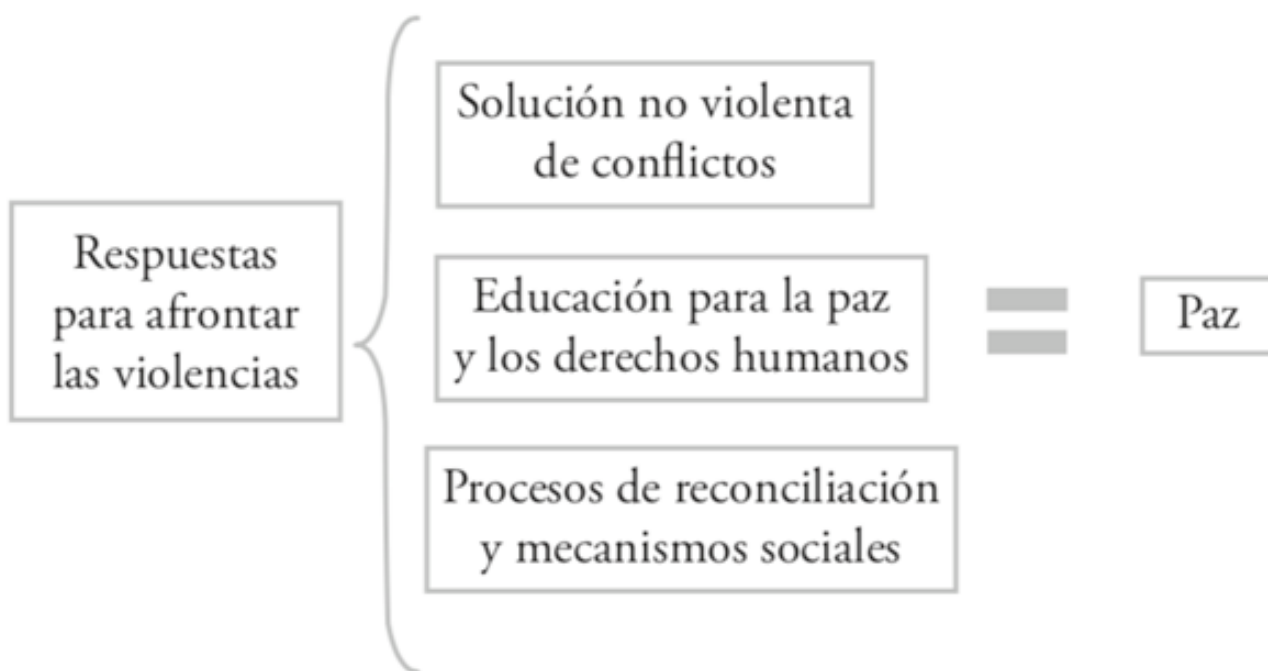 Respuestas
para afrontar
las violencias
Solución no violenta
de conflictos
Educación para la paz
y los derechos humanos
Procesos de reconciliación
y mecanismos sociales
Paz